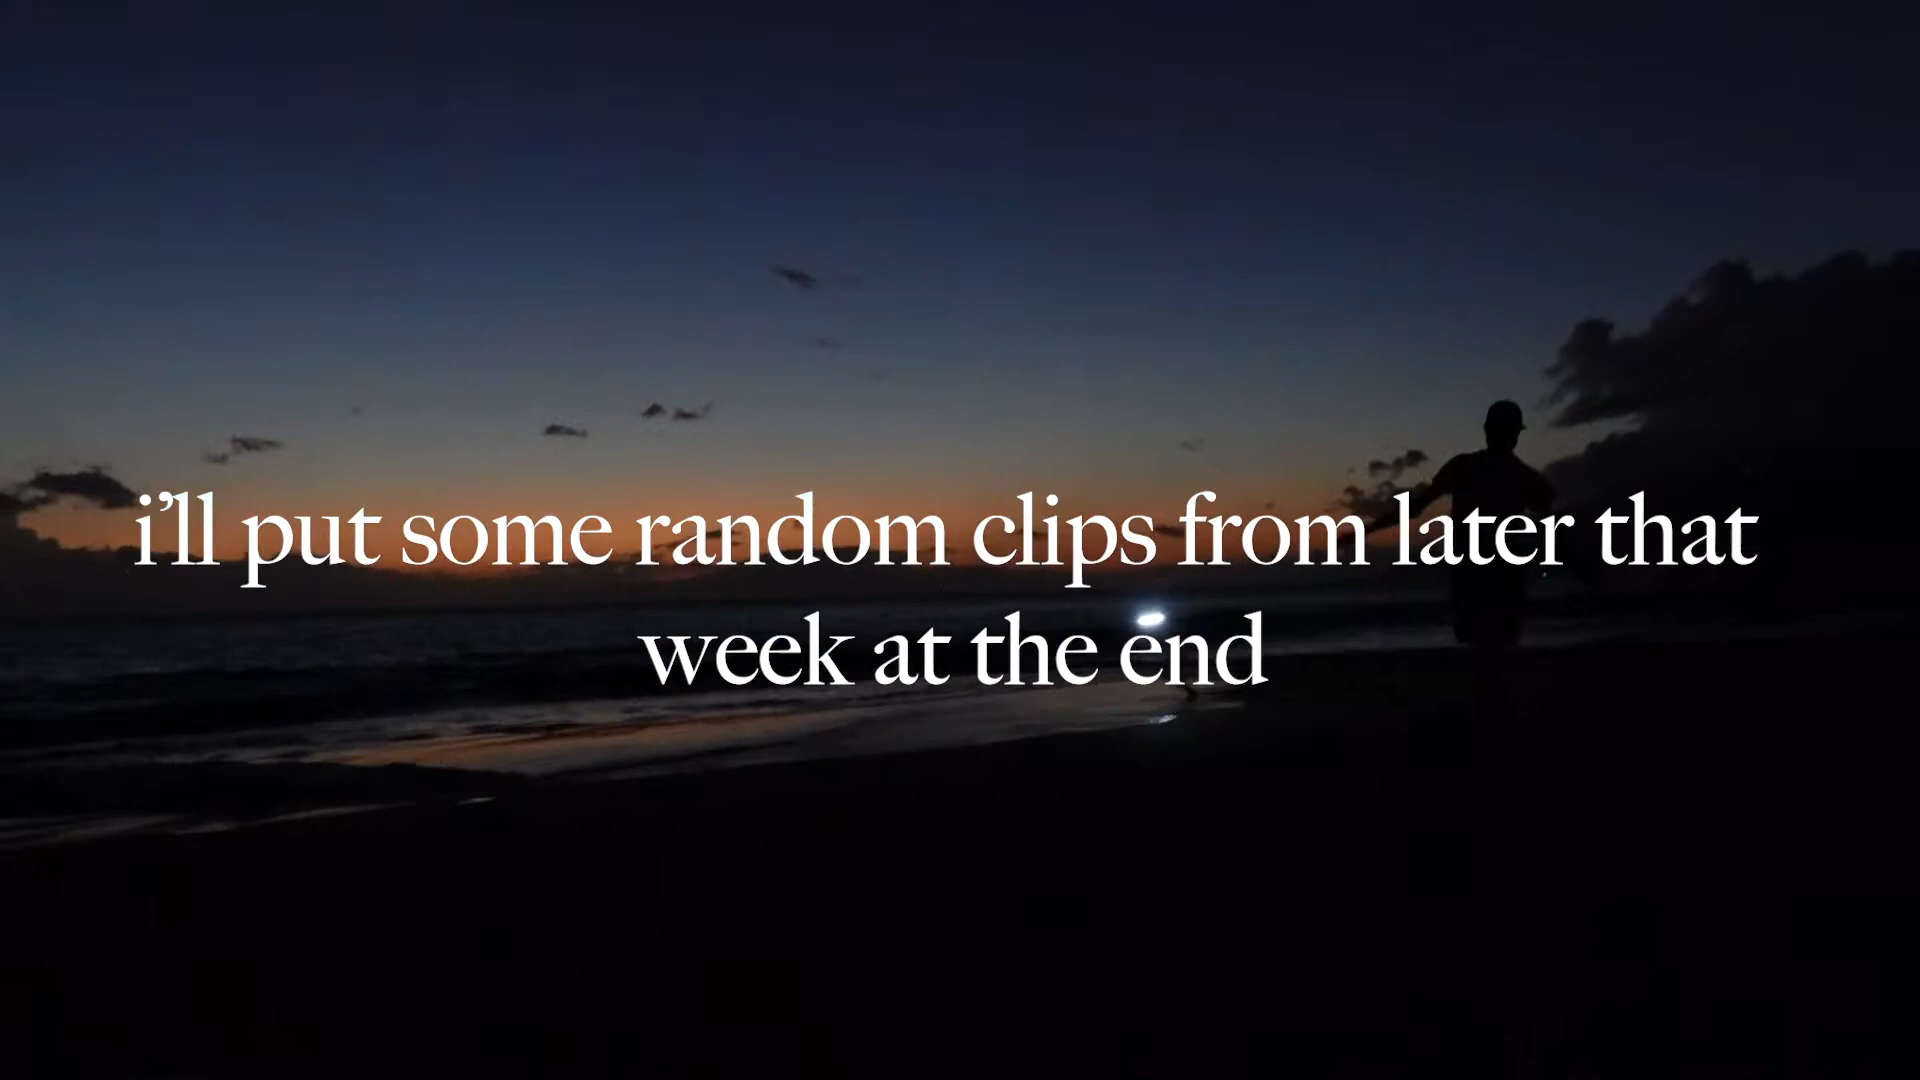 i’ll put some random clips from later that
week at the end